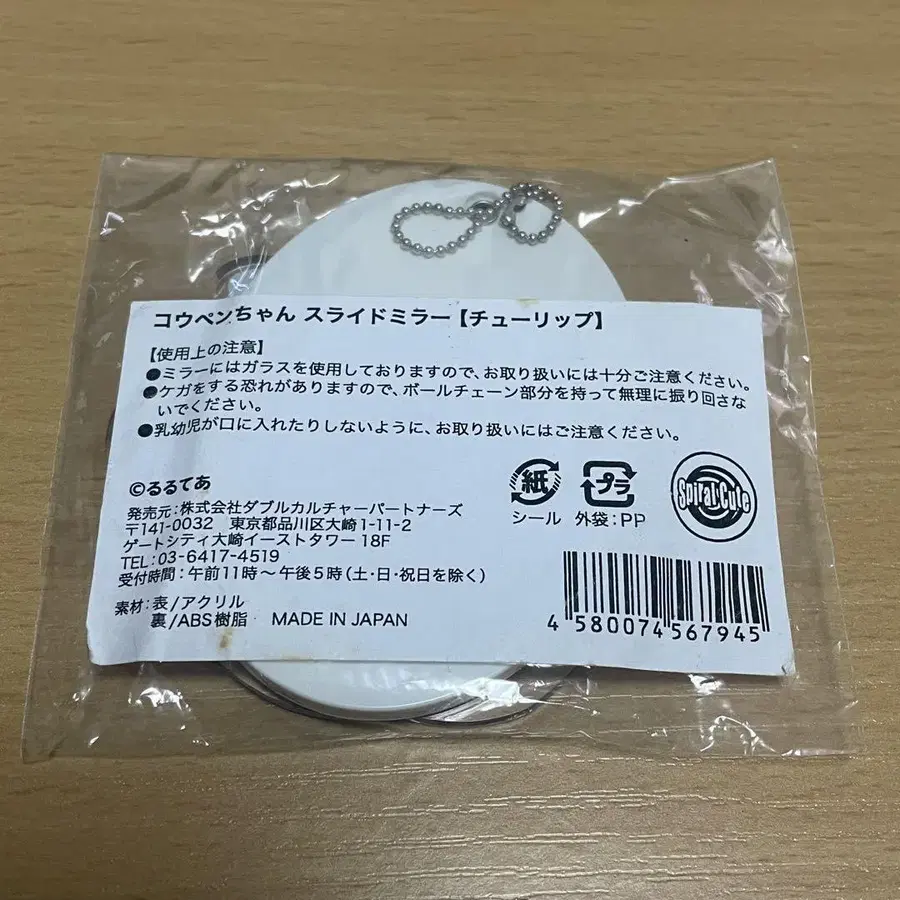 コウペンちゃん スライドミラー【チューリップ】
【使用上の注意】
●ミラーにはガラスを使用しておりますので、お取り扱いには十分ご注意ください。
●ケガをする恐れがありますので、ボールチェーン部分を持って無理に振り回さな
いでください。
●乳幼児が口に入れたりしないように、お取り扱いにはご注意ください。
©るるてあ
発売元:株式会社ダブルカルチャーパートナーズ
〒141-0032 東京都品川区大崎1-11-2
ゲートシティ大崎イーストタワー 18F
TEL:03-6417-4519
受付時間:午前11時〜午後5時(土・日・祝日を除く)
素材:表/アクリル
裏/ABS樹脂 MADE IN JAPAN
紙
シール
プラ
外袋:PP
Spiral Cute
4 580074 567945